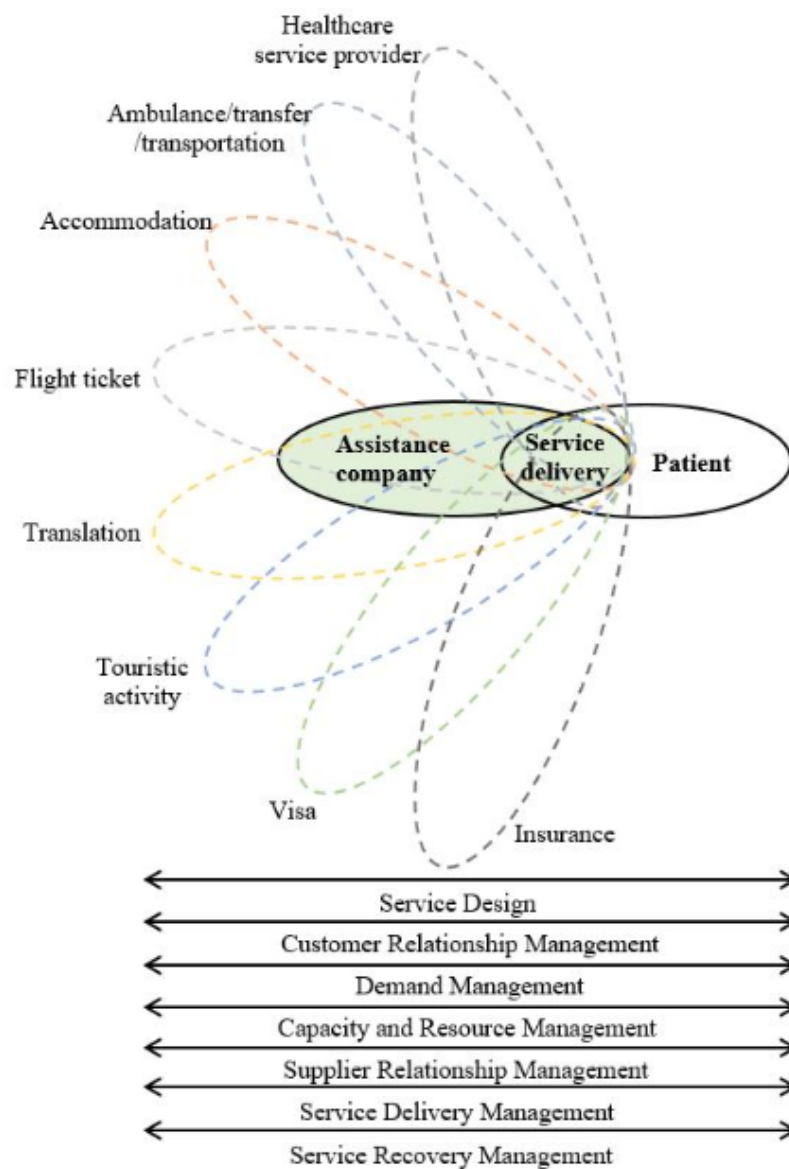 Healthcare
service provider
Ambulance/transfer
/transportation
Accommodation
Flight ticket
Assistance
company
Service
delivery
Patient
Translation
Touristic
activity
Visa
Insurance
Service Design
Customer Relationship Management
Demand Management
Capacity and Resource Management
Supplier Relationship Management
Service Delivery Management
Service Recovery Management